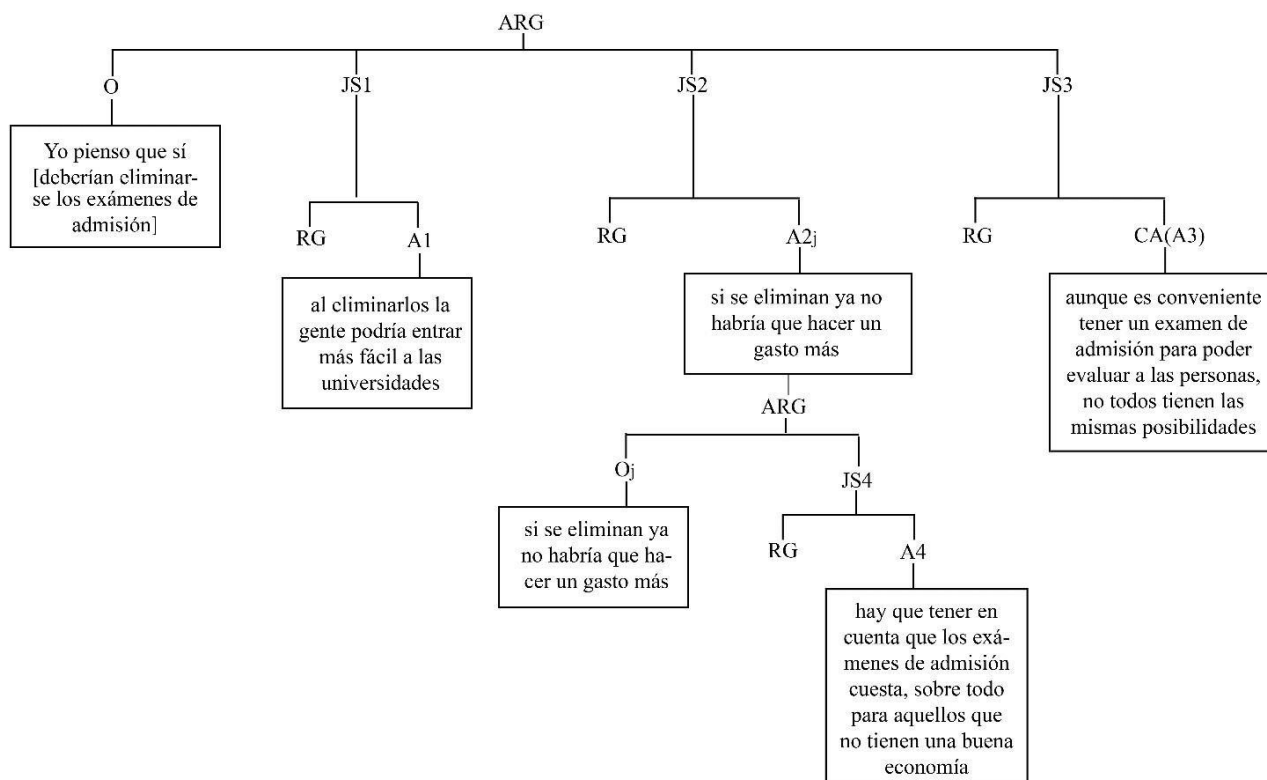 ARG
O
JS1
JS2
JS3
Yo pienso que sí
[deberían eliminar-
se los exámenes de
admisión]
RG
A1
RG
A2j
RG
CA(A3)
al eliminarlos la
gente podría entrar
más fácil a las
universidades
si se eliminan ya no
habría que hacer un
gasto más
aunque es conveniente
tener un examen de
admisión para poder
evaluar a las personas,
no todos tienen las
mismas posibilidades
ARG
Oj
JS4
si se eliminan ya
no habría que ha-
cer un gasto más
RG
A4
hay que tener en
cuenta que los exá-
menes de admisión
cuesta, sobre todo
para aquellos que
no tienen una buena
economía